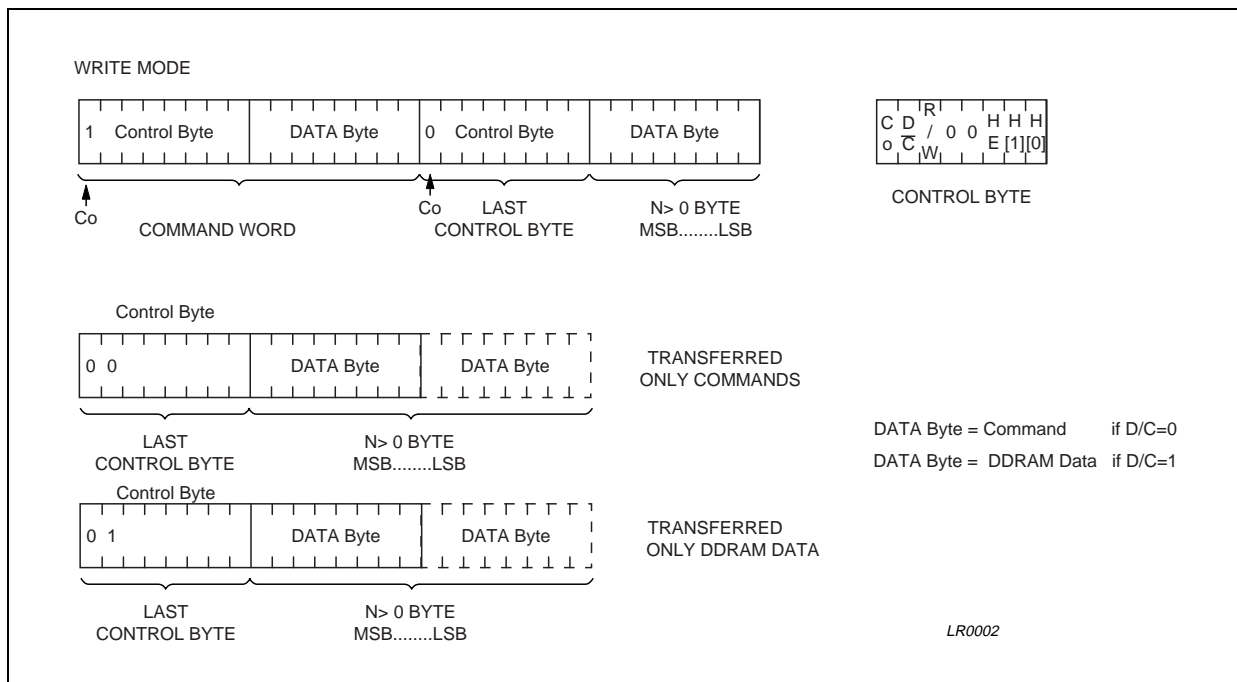 WRITE MODE
1 Control Byte DATA Byte 0 Control Byte DATA Byte
Co Co
COMMAND WORD
LAST
CONTROL BYTE
N> 0 BYTE
MSB........LSB
Co D/C R/W 0 0 HE H[1] H[0]
CONTROL BYTE
Control Byte
0 0 DATA Byte DATA Byte
TRANSFERRED
ONLY COMMANDS
LAST
CONTROL BYTE
N> 0 BYTE
MSB........LSB
DATA Byte = Command if D/C=0
DATA Byte = DDRAM Data if D/C=1
Control Byte
0 1 DATA Byte DATA Byte
TRANSFERRED
ONLY DDRAM DATA
LAST
CONTROL BYTE
N> 0 BYTE
MSB........LSB
LR0002